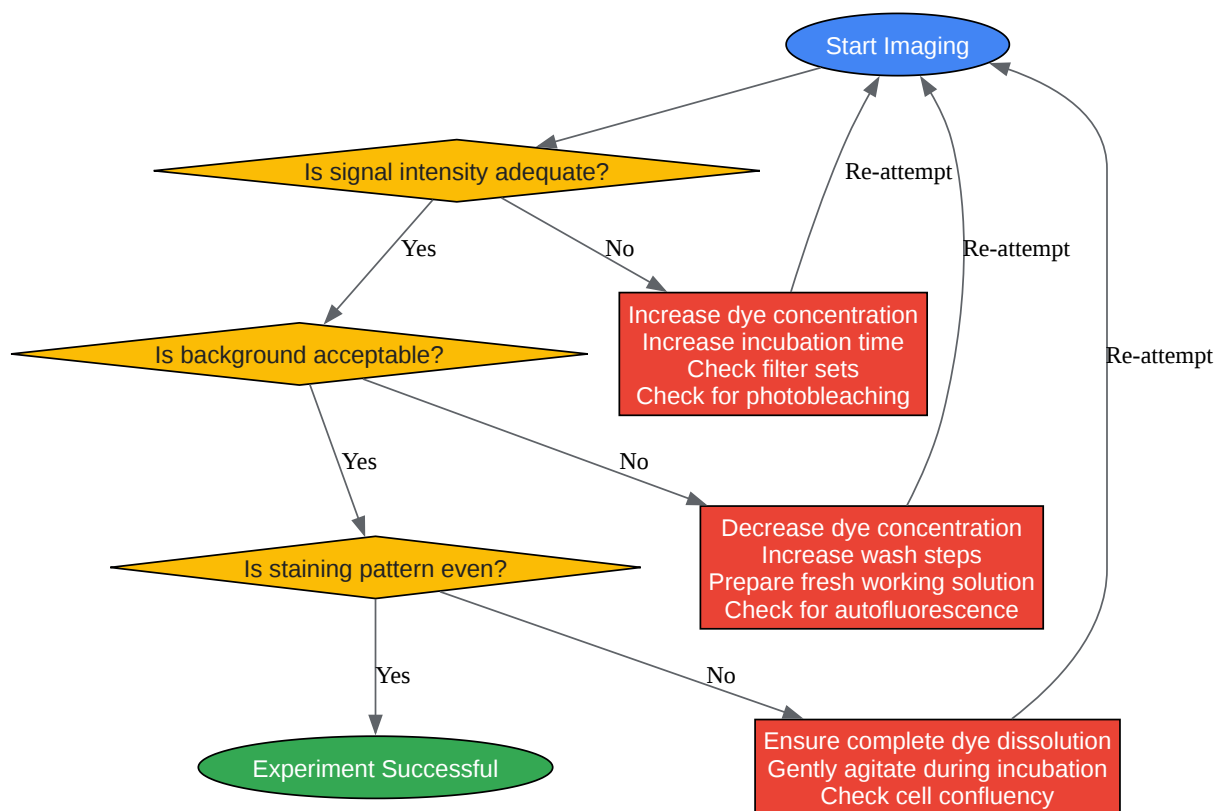 Start Imaging
Is signal intensity adequate?
Re-attempt
Yes
No
Re-attempt
Increase dye concentration
Increase incubation time
Check filter sets
Check for photobleaching
Is background acceptable?
Re-attempt
Yes
No
Decrease dye concentration
Increase wash steps
Prepare fresh working solution
Check for autofluorescence
Is staining pattern even?
Yes
No
Ensure complete dye dissolution
Gently agitate during incubation
Check cell confluency
Experiment Successful